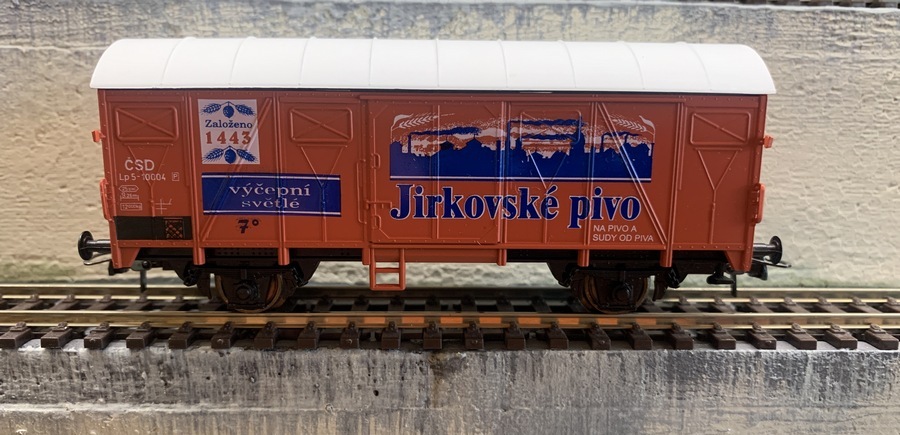 Založeno
1443
ČSD
Lp 5-10004 P
výčepní
světlé
7°
Jirkovské pivo
NA PIVO A
SUDY OD PIVA